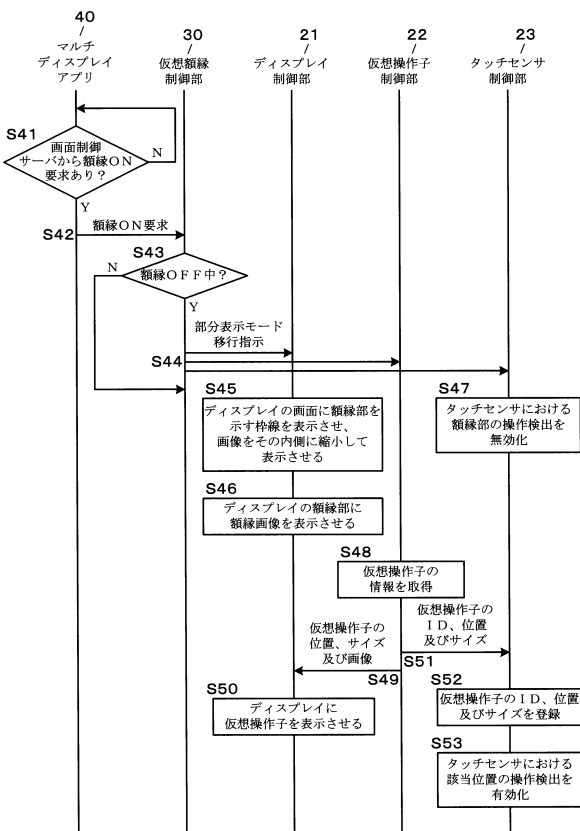 40
マルチ
ディスプレイ
アプリ
30
仮想額縁
制御部
21
ディスプレイ
制御部
22
仮想操作子
制御部
23
タッチセンサ
制御部
S41
画面制御
サーバから額縁ON
要求あり？
N
Y
S42
額縁ON要求
S43
額縁OFF中？
N
Y
部分表示モード
移行指示
S44
S45
ディスプレイの画面に額縁部を
示す枠線を表示させ、
画像をその内側に縮小して
表示させる
S47
タッチセンサにおける
額縁部の操作検出を
無効化
S46
ディスプレイの額縁部に
額縁画像を表示させる
S48
仮想操作子の
情報を取得
仮想操作子の
ID、位置
及びサイズ
S51
仮想操作子の
位置、サイズ
及び画像
S49
S50
ディスプレイに
仮想操作子を表示させる
S52
仮想操作子のID、位置
及びサイズを登録
S53
タッチセンサにおける
該当位置の操作検出を
有効化